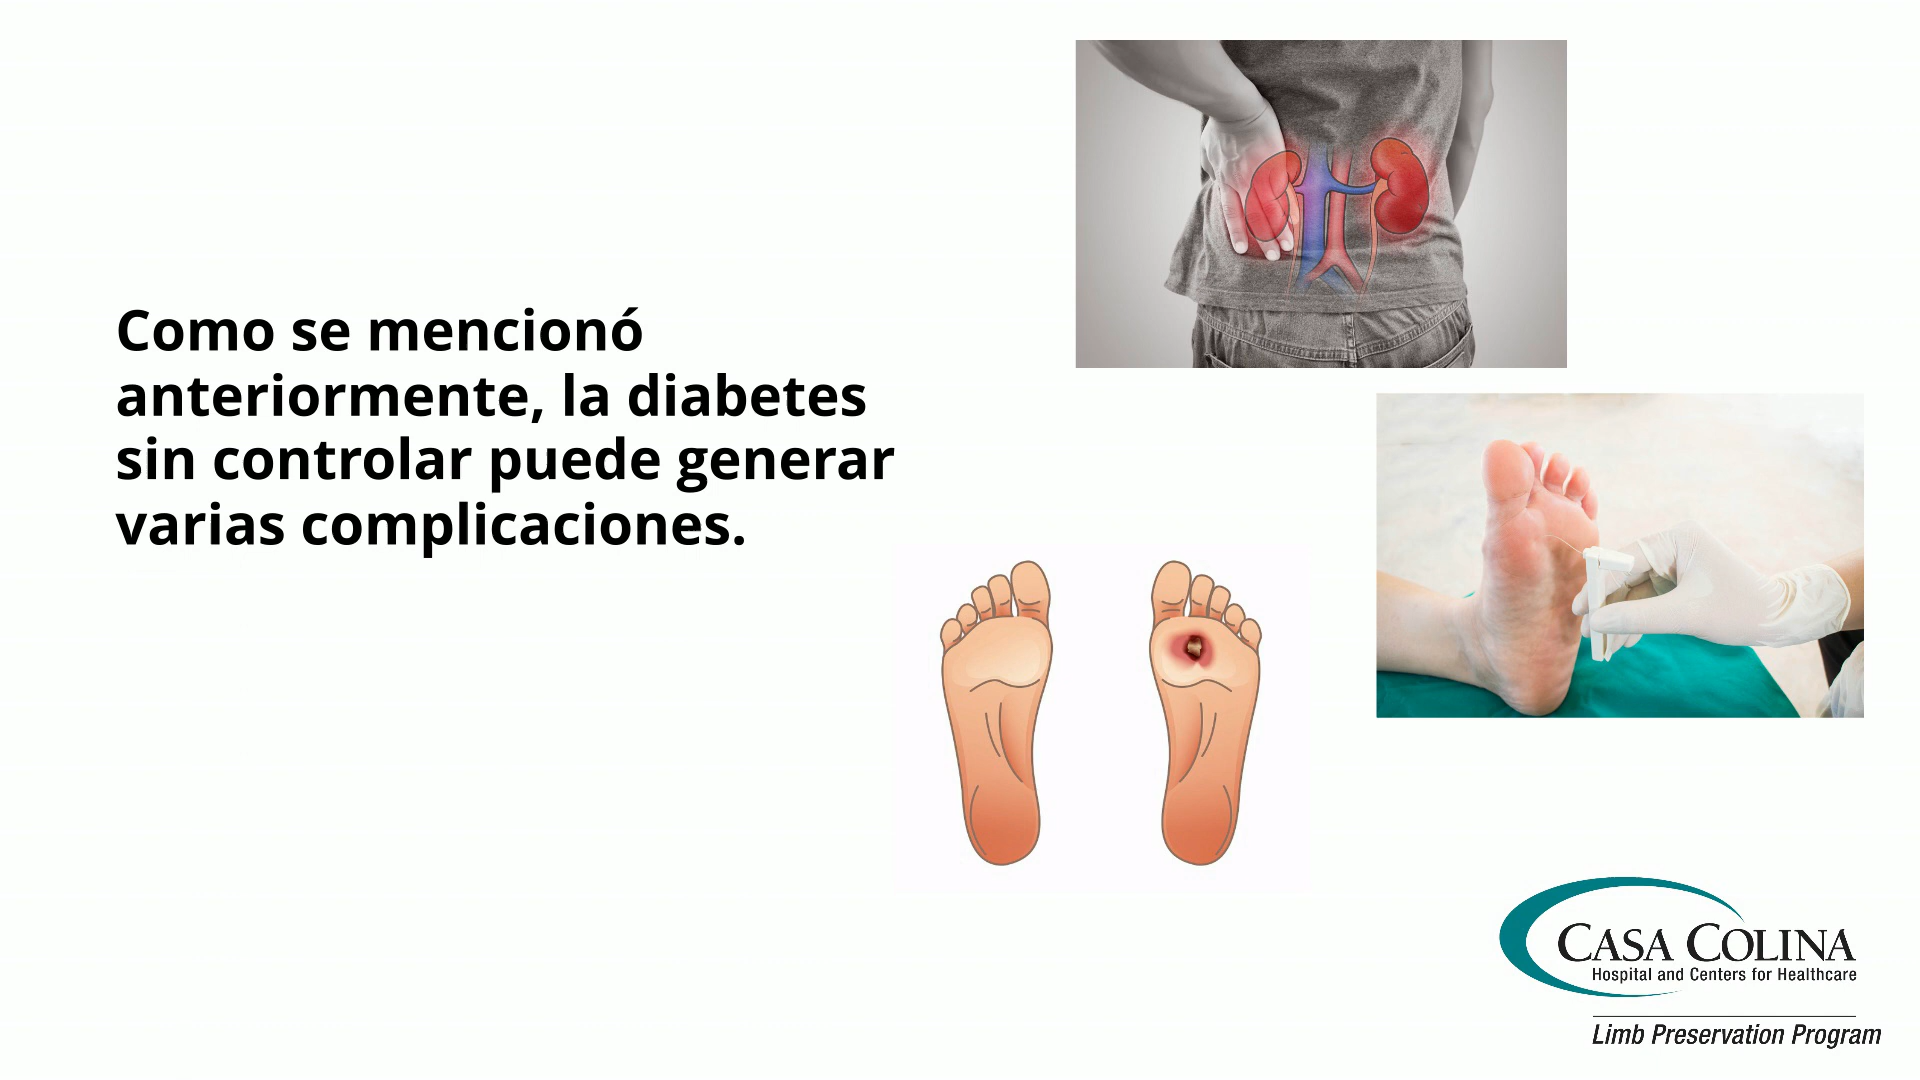 Como se mencionó
anteriormente, la diabetes
sin controlar puede generar
varias complicaciones.
CASA COLINA
Hospital and Centers for Healthcare
Limb Preservation Program